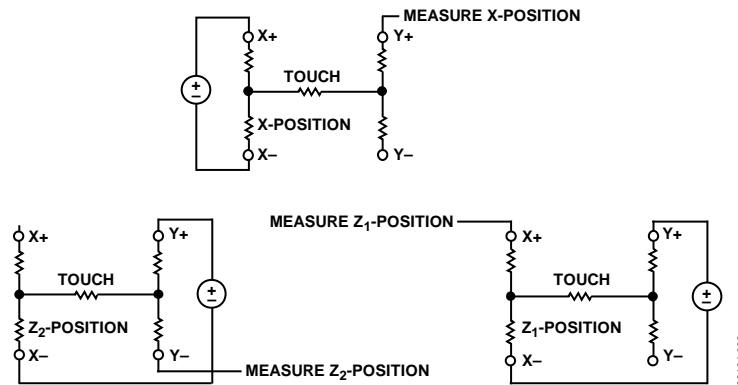 MEASURE X-POSITION
X+
Y+
TOUCH
X-POSITION
X–
Y–
MEASURE Z1-POSITION
X+
Y+
TOUCH
Z2-POSITION
X–
Y–
MEASURE Z2-POSITION
X+
Y+
TOUCH
Z1-POSITION
X–
Y–